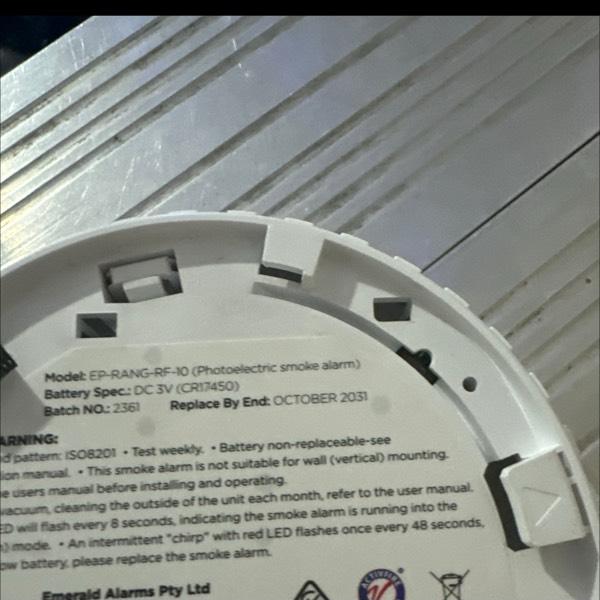 Model: EP-RANG-RF-10 (Photoelectric smoke alarm)
Battery Spec.: DC 3V (CR17450)
Batch NO.: 2361 Replace By End: OCTOBER 2031
ARNING:
d pattern: ISO8201 • Test weekly. • Battery non-replaceable-see
ion manual. • This smoke alarm is not suitable for wall (vertical) mounting.
e users manual before installing and operating.
vacuum, cleaning the outside of the unit each month, refer to the user manual.
ED will flash every 8 seconds, indicating the smoke alarm is running into the
) mode. • An intermittent "chirp" with red LED flashes once every 48 seconds,
ow battery, please replace the smoke alarm.
Emerald Alarms Pty Ltd
ACTIVFIRE